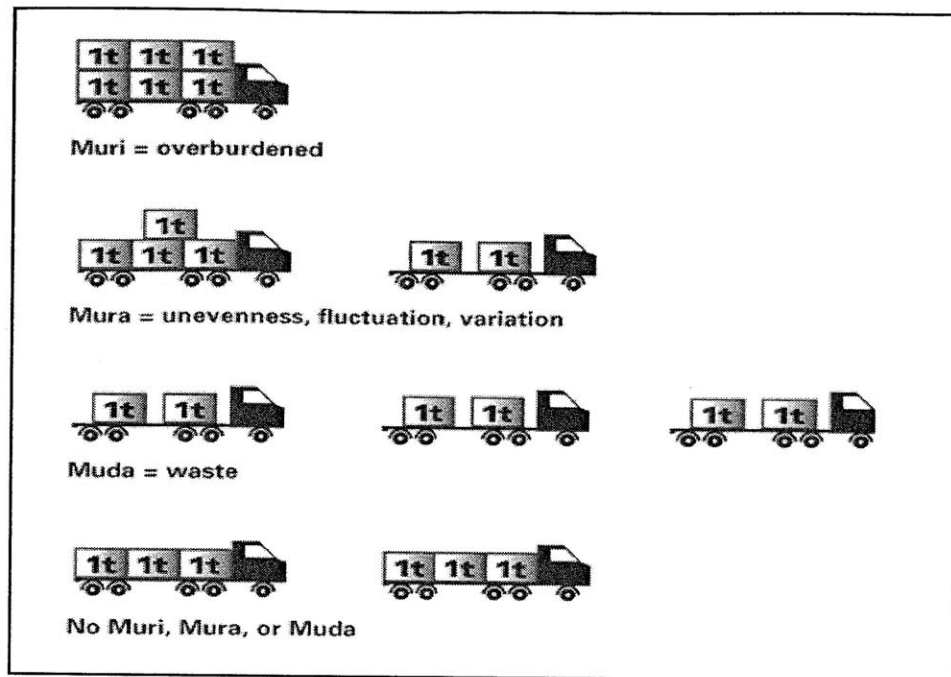 1t 1t 1t
1t 1t 1t
Muri = overburdened
1t
1t 1t 1t 1t 1t
Mura = unevenness, fluctuation, variation
1t 1t 1t 1t 1t 1t
Muda = waste
1t 1t 1t 1t 1t 1t
No Muri, Mura, or Muda